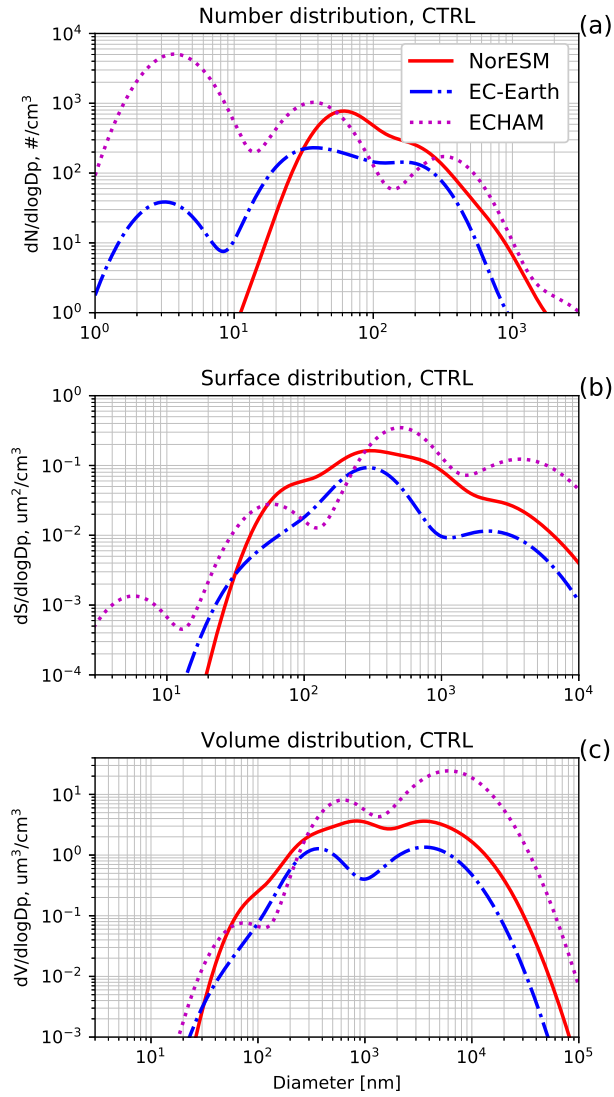 Number distribution, CTRL
(a)
10^4
10^3
10^2
10^1
10^0
dN/dlogDp, #/cm^3
NorESM
EC-Earth
ECHAM
10^0 10^1 10^2 10^3
Surface distribution, CTRL
(b)
10^0
10^-1
10^-2
10^-3
10^-4
dS/dlogDp, um^2/cm^3
10^1 10^2 10^3 10^4
Volume distribution, CTRL
(c)
10^1
10^0
10^-1
10^-2
10^-3
dV/dlogDp, um^3/cm^3
10^1 10^2 10^3 10^4 10^5
Diameter [nm]